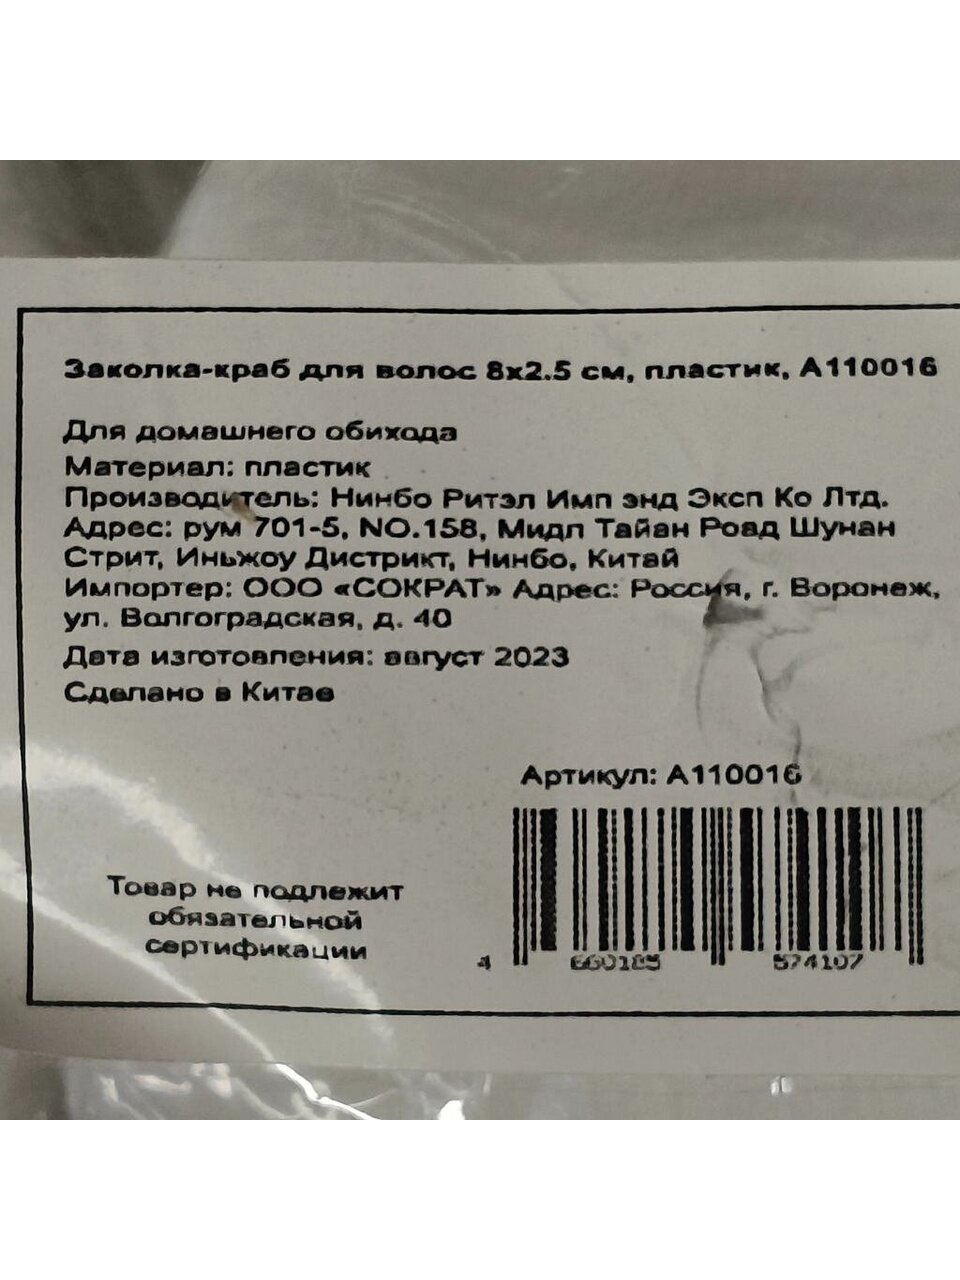 Заколка-краб для волос 8х2.5 см, пластик, А110016
Для домашнего обихода
Материал: пластик
Производитель: Нинбо Ритэл Имп энд Эксп Ко Лтд.
Адрес: рум 701-5, NO.158, Мидл Тайан Роад Шунан
Стрит, Иньжоу Дистрикт, Нинбо, Китай
Импортер: ООО «СОКРАТ» Адрес: Россия, г. Воронеж,
ул. Волгоградская, д. 40
Дата изготовления: август 2023
Сделано в Китае
Артикул: А110016
Товар не подлежит
обязательной
сертификации
4 660185 574107